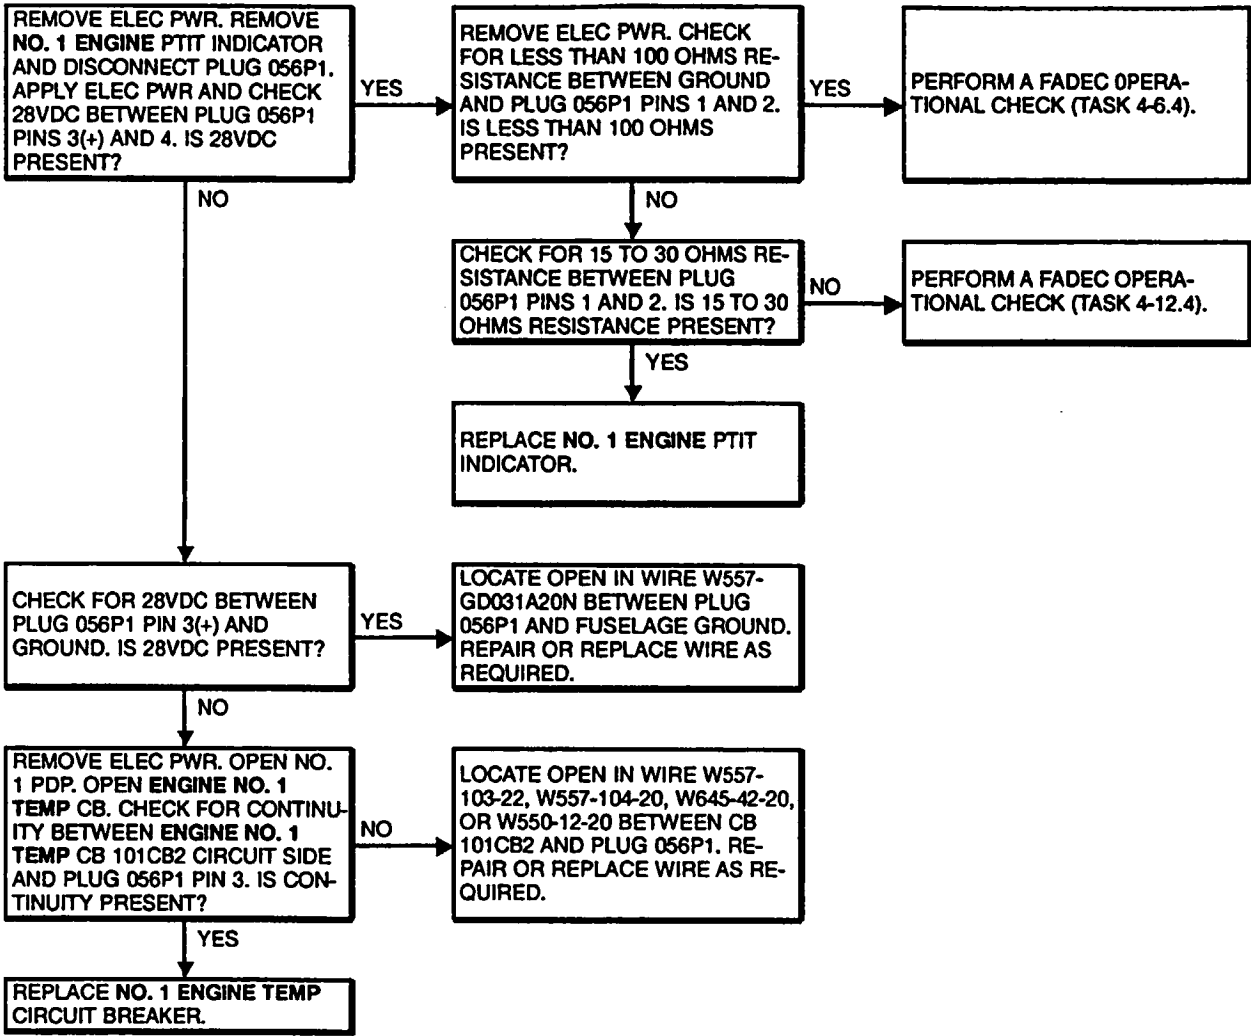 REMOVE ELEC PWR. REMOVE
NO. 1 ENGINE PTIT INDICATOR
AND DISCONNECT PLUG 056P1.
APPLY ELEC PWR AND CHECK
28VDC BETWEEN PLUG 056P1
PINS 3(+) AND 4. IS 28VDC
PRESENT?
YES
REMOVE ELEC PWR. CHECK
FOR LESS THAN 100 OHMS RE-
SISTANCE BETWEEN GROUND
AND PLUG 056P1 PINS 1 AND 2.
IS LESS THAN 100 OHMS
PRESENT?
YES
PERFORM A FADEC OPERA-
TIONAL CHECK (TASK 4-6.4).
NO
NO
CHECK FOR 15 TO 30 OHMS RE-
SISTANCE BETWEEN PLUG
056P1 PINS 1 AND 2. IS 15 TO 30
OHMS RESISTANCE PRESENT?
NO
PERFORM A FADEC OPERA-
TIONAL CHECK (TASK 4-12.4).
YES
REPLACE NO. 1 ENGINE PTIT
INDICATOR.
CHECK FOR 28VDC BETWEEN
PLUG 056P1 PIN 3(+) AND
GROUND. IS 28VDC PRESENT?
YES
LOCATE OPEN IN WIRE W557-
GD031A20N BETWEEN PLUG
056P1 AND FUSELAGE GROUND.
REPAIR OR REPLACE WIRE AS
REQUIRED.
NO
REMOVE ELEC PWR. OPEN NO.
1 PDP. OPEN ENGINE NO. 1
TEMP CB. CHECK FOR CONTINU-
ITY BETWEEN ENGINE NO. 1
TEMP CB 101CB2 CIRCUIT SIDE
AND PLUG 056P1 PIN 3. IS CON-
TINUITY PRESENT?
NO
LOCATE OPEN IN WIRE W557-
103-22, W557-104-20, W645-42-20,
OR W550-12-20 BETWEEN CB
101CB2 AND PLUG 056P1. RE-
PAIR OR REPLACE WIRE AS RE-
QUIRED.
YES
REPLACE NO. 1 ENGINE TEMP
CIRCUIT BREAKER.